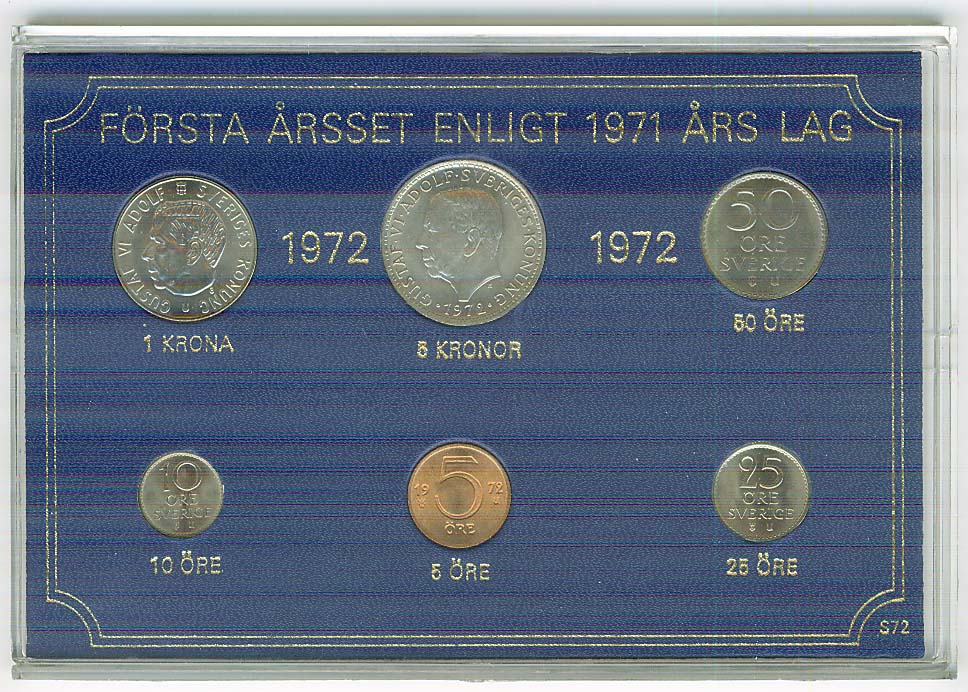 FÖRSTA ÅRSSET ENLIGT 1971 ÅRS LAG
GUSTAF VI ADOLF SVERIGES KONUNG U
1972
GUSTAF·VI·ADOLF·SVERIGES KONUNG·1972·
1972
50
ÖRE
SVERIGE
U
1 KRONA
5 KRONOR
50 ÖRE
10
ÖRE
SVERIGE
U
19 5 72
U
ÖRE
25
ÖRE
SVERIGE
U
10 ÖRE
5 ÖRE
25 ÖRE
S72